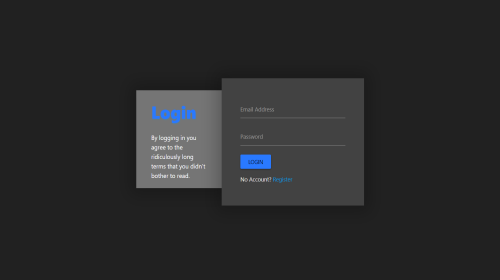 Login
By logging in you
agree to the
ridiculously long
terms that you didn't
bother to read.
Email Address
Password
LOGIN
No Account? Register